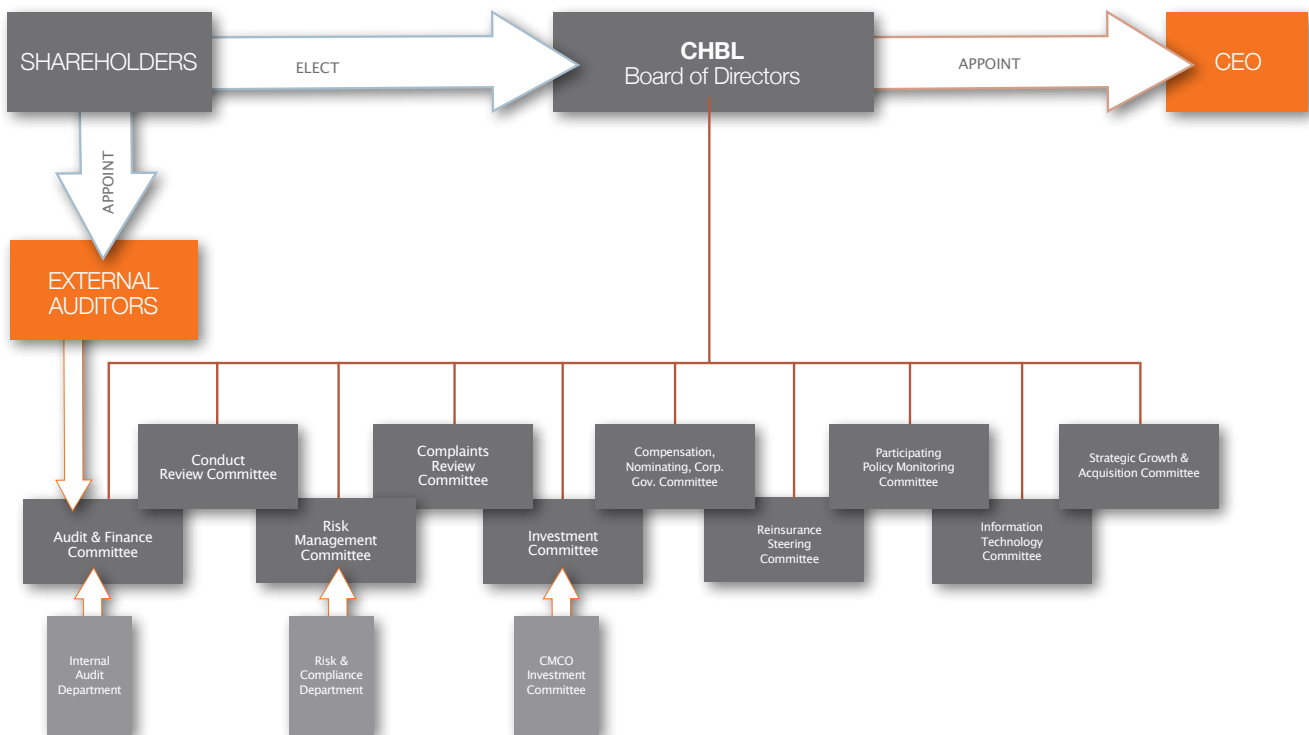 SHAREHOLDERS
ELECT
CHBL
Board of Directors
APPOINT
CEO
APPOINT
EXTERNAL
AUDITORS
Conduct
Review Committee
Complaints
Review
Committee
Compensation,
Nominating, Corp.
Gov. Committee
Participating
Policy Monitoring
Committee
Strategic Growth &
Acquisition Committee
Audit & Finance
Committee
Risk
Management
Committee
Investment
Committee
Reinsurance
Steering
Committee
Information
Technology
Committee
Internal
Audit
Department
Risk &
Compliance
Department
CMCO
Investment
Committee